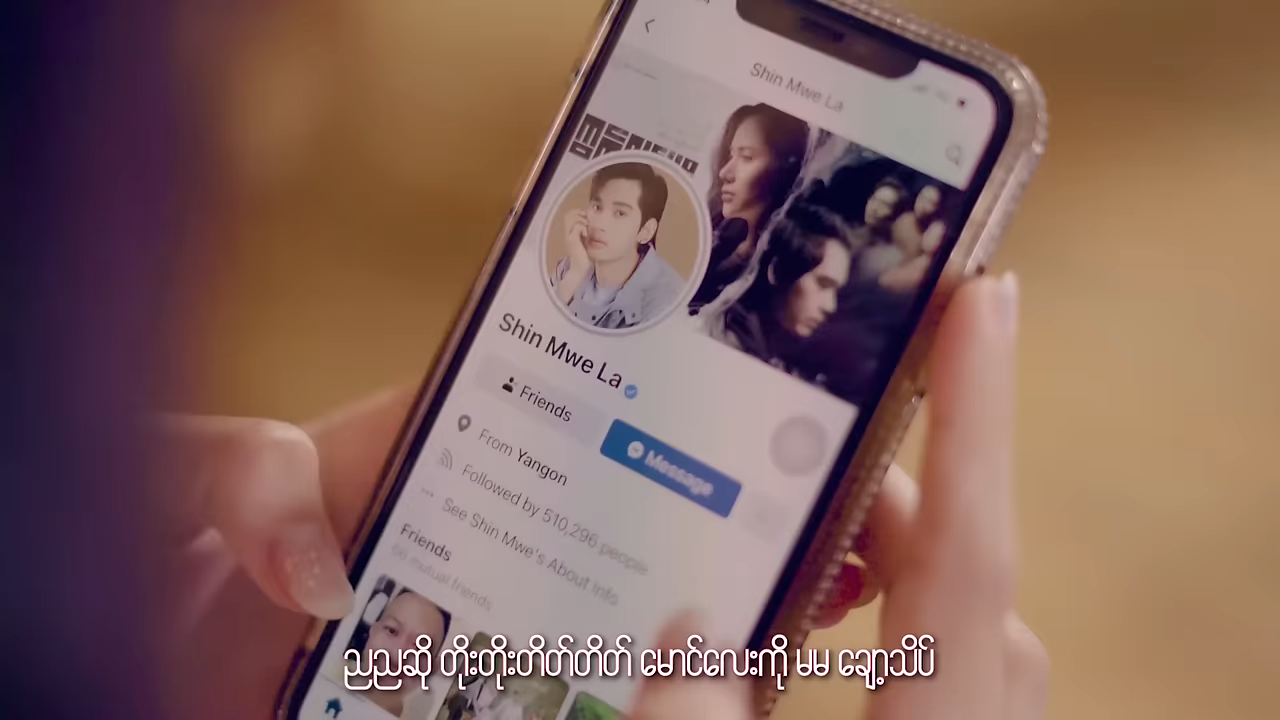 Shin Mwe La
Shin Mwe La
Friends
Message
From Yangon
Followed by 510,296 people
See Shin Mwe's About Info
Friends
mutual friends
ညညဆို တိုးတိုးတိတ်တိတ် မောင်လေးကို မမ ချော့သိပ်